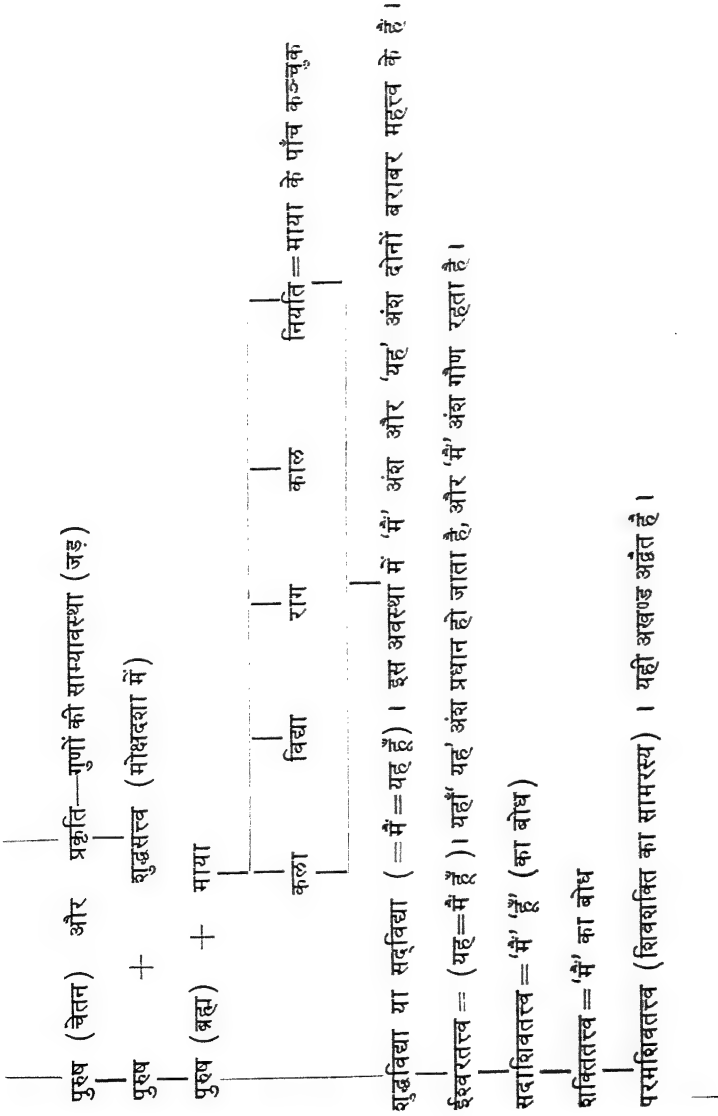 पुरुष (चेतन) और प्रकृति—गुणों की साम्यावस्था (जड़)
पुरुष + शुद्धसत्त्व (मोक्षदशा में)
पुरुष (ब्रह्म) + माया
कला विद्या राग काल नियति=माया के पाँच कञ्चुक
शुद्धविद्या या सद्विद्या (=मैं=यह हूँ) । इस अवस्था में 'मैं' अंश और 'यह' अंश दोनों बराबर महत्त्व के हैं।
ईश्वरतत्त्व= (यह=मैं हूँ)। यहाँ यह' अंश प्रधान हो जाता है, और 'मैं' अंश गौण रहता है।
सदाशिवतत्त्व='मैं' 'हूँ' (का बोध)
शक्तितत्त्व='मैं' का बोध
परमशिवतत्त्व (शिवशक्ति का सामरस्य) । यही अखण्ड अद्वैत है।